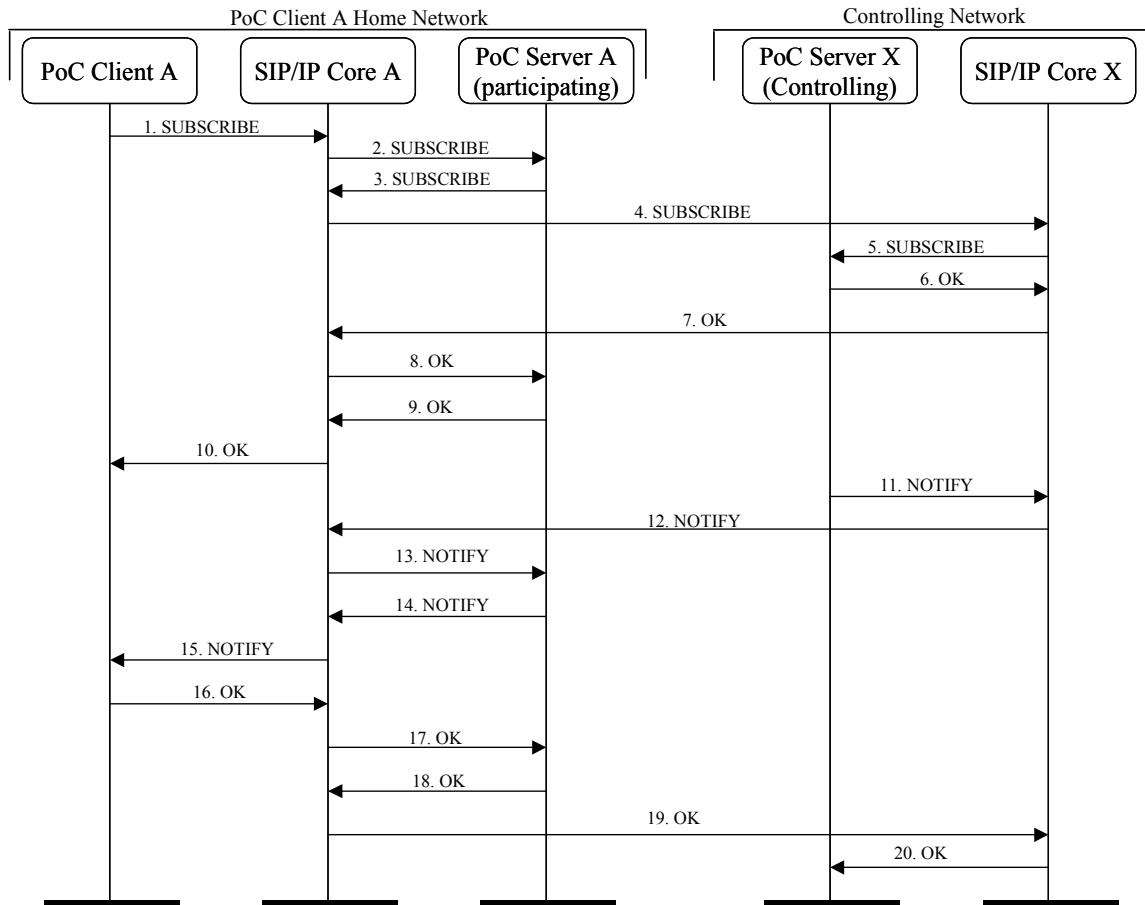 PoC Client A Home Network
Controlling Network
PoC Client A
SIP/IP Core A
PoC Server A
(participating)
PoC Server X
(Controlling)
SIP/IP Core X
1. SUBSCRIBE
2. SUBSCRIBE
3. SUBSCRIBE
4. SUBSCRIBE
5. SUBSCRIBE
6. OK
7. OK
8. OK
9. OK
10. OK
11. NOTIFY
12. NOTIFY
13. NOTIFY
14. NOTIFY
15. NOTIFY
16. OK
17. OK
18. OK
19. OK
20. OK